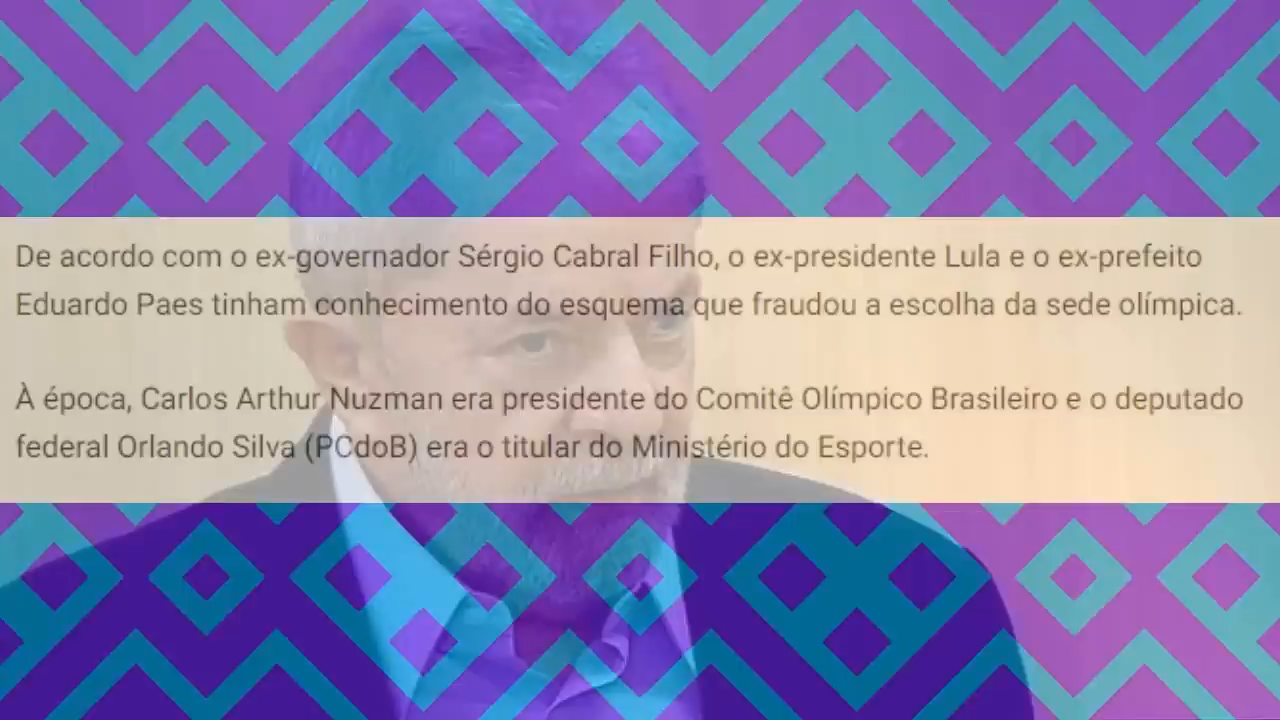 De acordo com o ex-governador Sérgio Cabral Filho, o ex-presidente Lula e o ex-prefeito
Eduardo Paes tinham conhecimento do esquema que fraudou a escolha da sede olímpica.
À época, Carlos Arthur Nuzman era presidente do Comitê Olímpico Brasileiro e o deputado
federal Orlando Silva (PCdoB) era o titular do Ministério do Esporte.